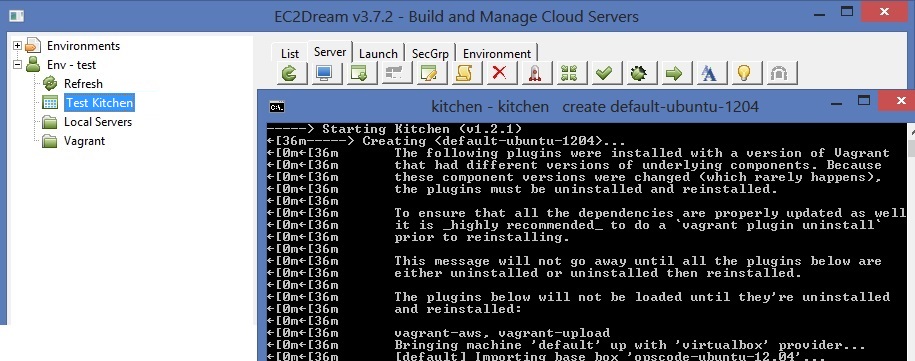 EC2Dream v3.7.2 - Build and Manage Cloud Servers
Environments
Env - test
Refresh
Test Kitchen
Local Servers
Vagrant
List Server Launch SecGrp Environment
kitchen - kitchen create default-ubuntu-1204
-----> Starting Kitchen (v1.2.1)
←[36m-----> Creating <default-ubuntu-1204>...
←[0m←[36m The following plugins were installed with a version of Vagrant
←[0m←[36m that had different versions of underlying components. Because
←[0m←[36m these component versions were changed (which rarely happens),
←[0m←[36m the plugins must be uninstalled and reinstalled.
←[0m←[36m
←[0m←[36m To ensure that all the dependencies are properly updated as well
←[0m←[36m it is _highly recommended_ to do a `vagrant plugin uninstall`
←[0m←[36m prior to reinstalling.
←[0m←[36m
←[0m←[36m This message will not go away until all the plugins below are
←[0m←[36m either uninstalled or uninstalled then reinstalled.
←[0m←[36m
←[0m←[36m The plugins below will not be loaded until they're uninstalled
←[0m←[36m and reinstalled:
←[0m←[36m
←[0m←[36m vagrant-aws, vagrant-upload
←[0m←[36m Bringing machine 'default' up with 'virtualbox' provider...
←[0m←[36m [default] Importing base box 'opscode-ubuntu-12.04'...